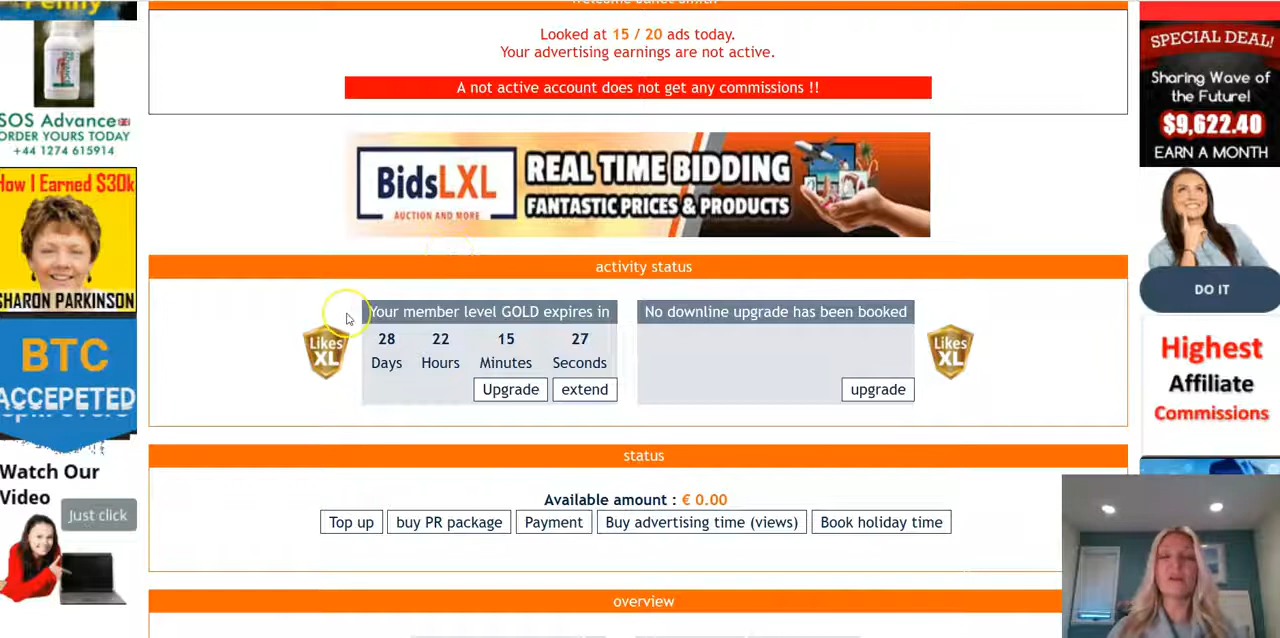 Looked at 15 / 20 ads today.
Your advertising earnings are not active.
A not active account does not get any commissions !!
SOS Advance
ORDER YOURS TODAY
+44 1274 615914
SPECIAL DEAL!
Sharing Wave of
the Future!
$9,622.40
EARN A MONTH
BidsLXL
AUCTION AND MORE
REAL TIME BIDDING
FANTASTIC PRICES & PRODUCTS
How I Earned $30k
SHARON PARKINSON
activity status
DO IT
Your member level GOLD expires in
28 22 15 27
Days Hours Minutes Seconds
Upgrade extend
Likes
XL
No downline upgrade has been booked
upgrade
Likes
XL
BTC
ACCEPETED
Highest
Affiliate
Commissions
status
Available amount : € 0.00
Top up buy PR package Payment Buy advertising time (views) Book holiday time
Watch Our
Video
Just click
overview